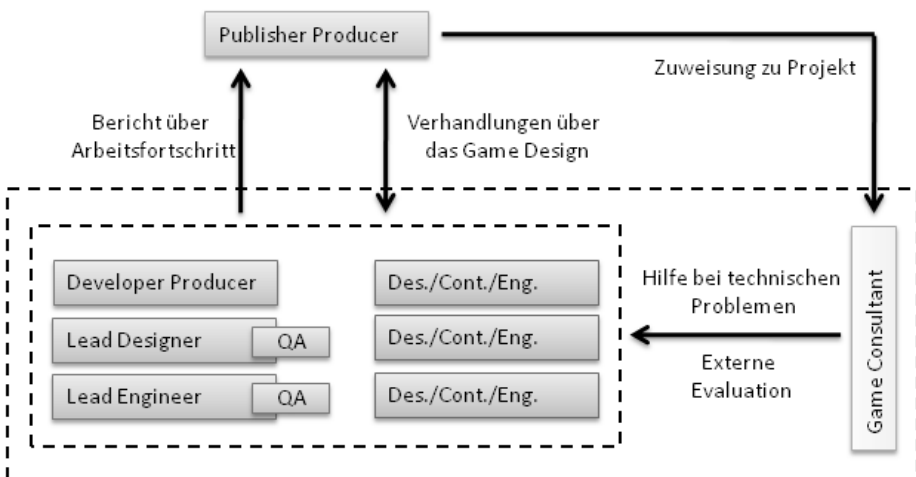 Publisher Producer
Zuweisung zu Projekt
Bericht über
Arbeitsfortschritt
Verhandlungen über
das Game Design
Developer Producer
Lead Designer
QA
Lead Engineer
QA
Des./Cont./Eng.
Des./Cont./Eng.
Des./Cont./Eng.
Hilfe bei technischen
Problemen
Externe
Evaluation
Game Consultant